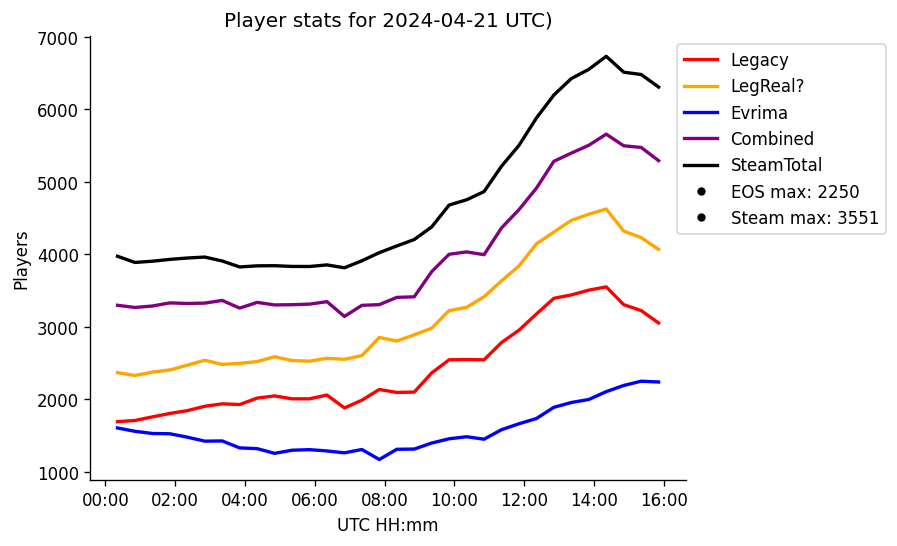 Player stats for 2024-04-21 UTC)
7000
6000
5000
4000
3000
2000
1000
Players
00:00 02:00 04:00 06:00 08:00 10:00 12:00 14:00 16:00
UTC HH:mm
Legacy
LegReal?
Evrima
Combined
SteamTotal
EOS max: 2250
Steam max: 3551